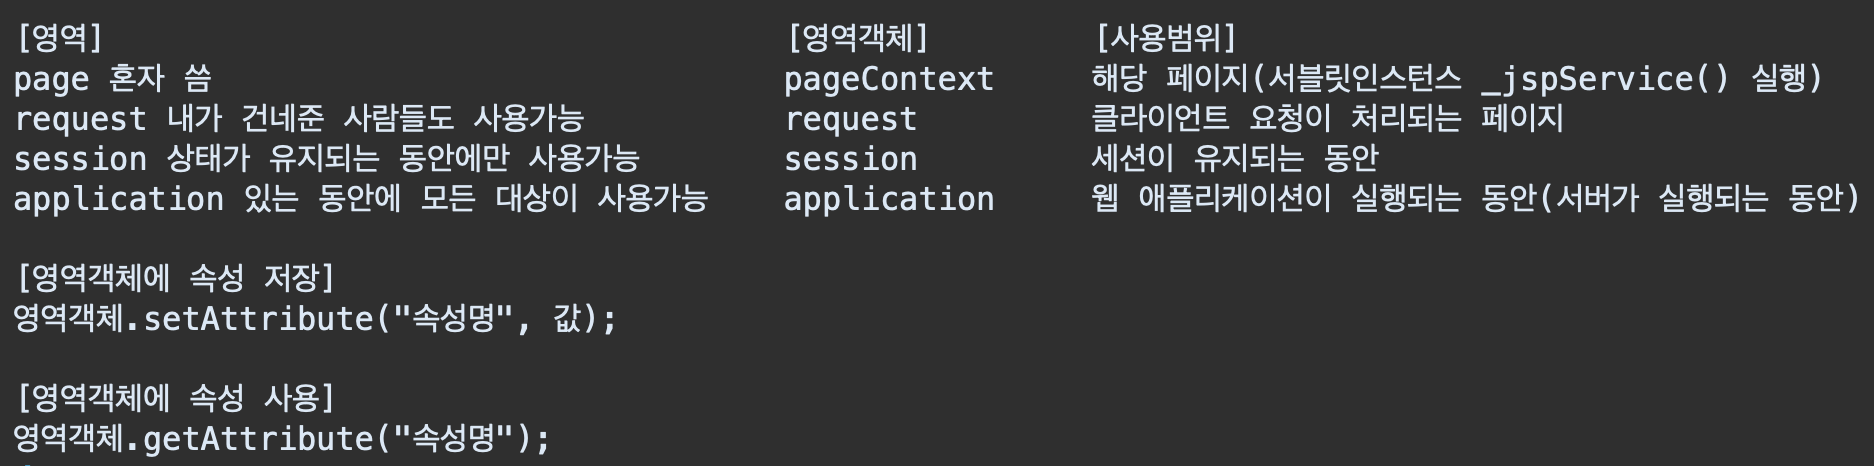 [영역] [영역객체] [사용범위]
page 혼자 씀 pageContext 해당 페이지(서블릿인스턴스 _jspService() 실행)
request 내가 건네준 사람들도 사용가능 request 클라이언트 요청이 처리되는 페이지
session 상태가 유지되는 동안에만 사용가능 session 세션이 유지되는 동안
application 있는 동안에 모든 대상이 사용가능 application 웹 애플리케이션이 실행되는 동안(서버가 실행되는 동안)
[영역객체에 속성 저장]
영역객체.setAttribute("속성명", 값);
[영역객체에 속성 사용]
영역객체.getAttribute("속성명");